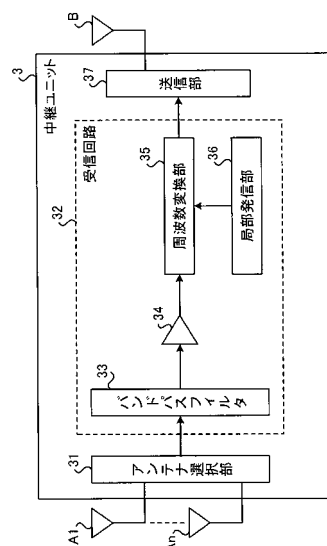 3
中継ユニット
A1
An
31
アンテナ選択部
32
受信回路
33
バンドパスフィルタ
34
35
周波数変換部
36
局部発信部
37
送信部
B